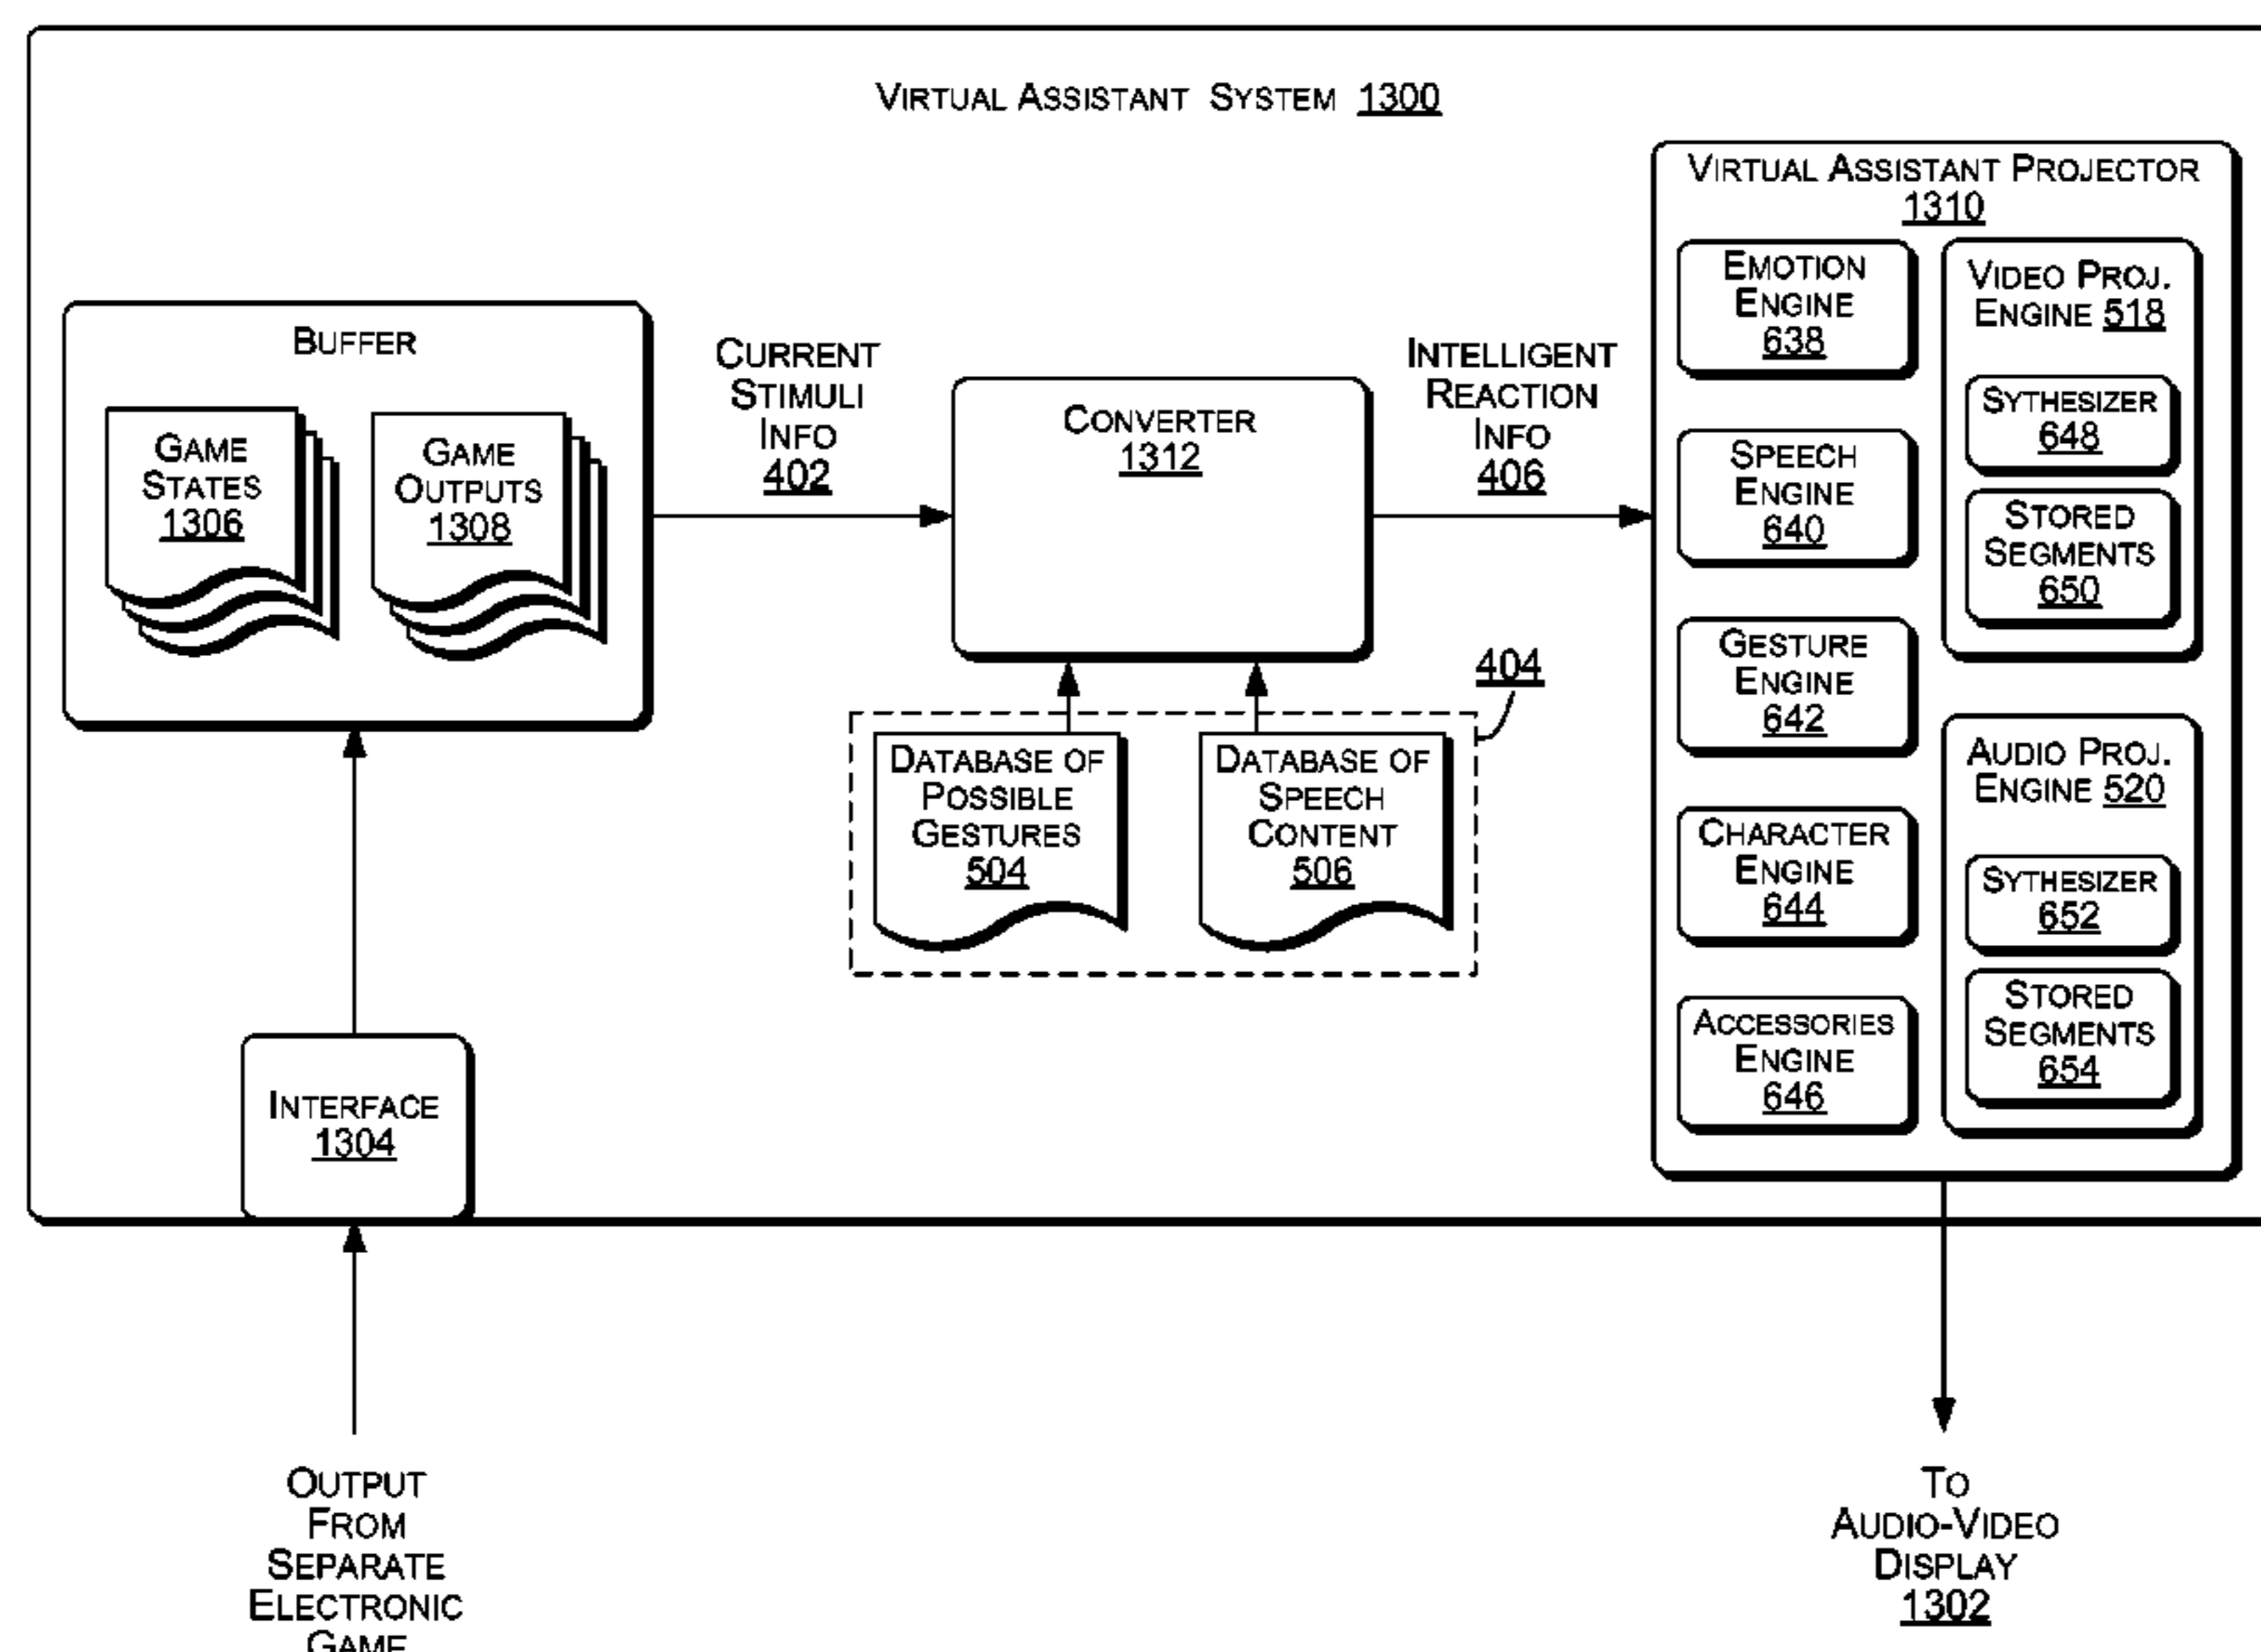 VIRTUAL ASSISTANT SYSTEM 1300
BUFFER
GAME
STATES
1306
GAME
OUTPUTS
1308
CURRENT
STIMULI
INFO
402
CONVERTER
1312
INTELLIGENT
REACTION
INFO
406
404
DATABASE OF
POSSIBLE
GESTURES
504
DATABASE OF
SPEECH
CONTENT
506
VIRTUAL ASSISTANT PROJECTOR
1310
EMOTION
ENGINE
638
SPEECH
ENGINE
640
GESTURE
ENGINE
642
CHARACTER
ENGINE
644
ACCESSORIES
ENGINE
646
VIDEO PROJ.
ENGINE 518
SYTHESIZER
648
STORED
SEGMENTS
650
AUDIO PROJ.
ENGINE 520
SYTHESIZER
652
STORED
SEGMENTS
654
INTERFACE
1304
OUTPUT
FROM
SEPARATE
ELECTRONIC
GAME
TO
AUDIO-VIDEO
DISPLAY
1302